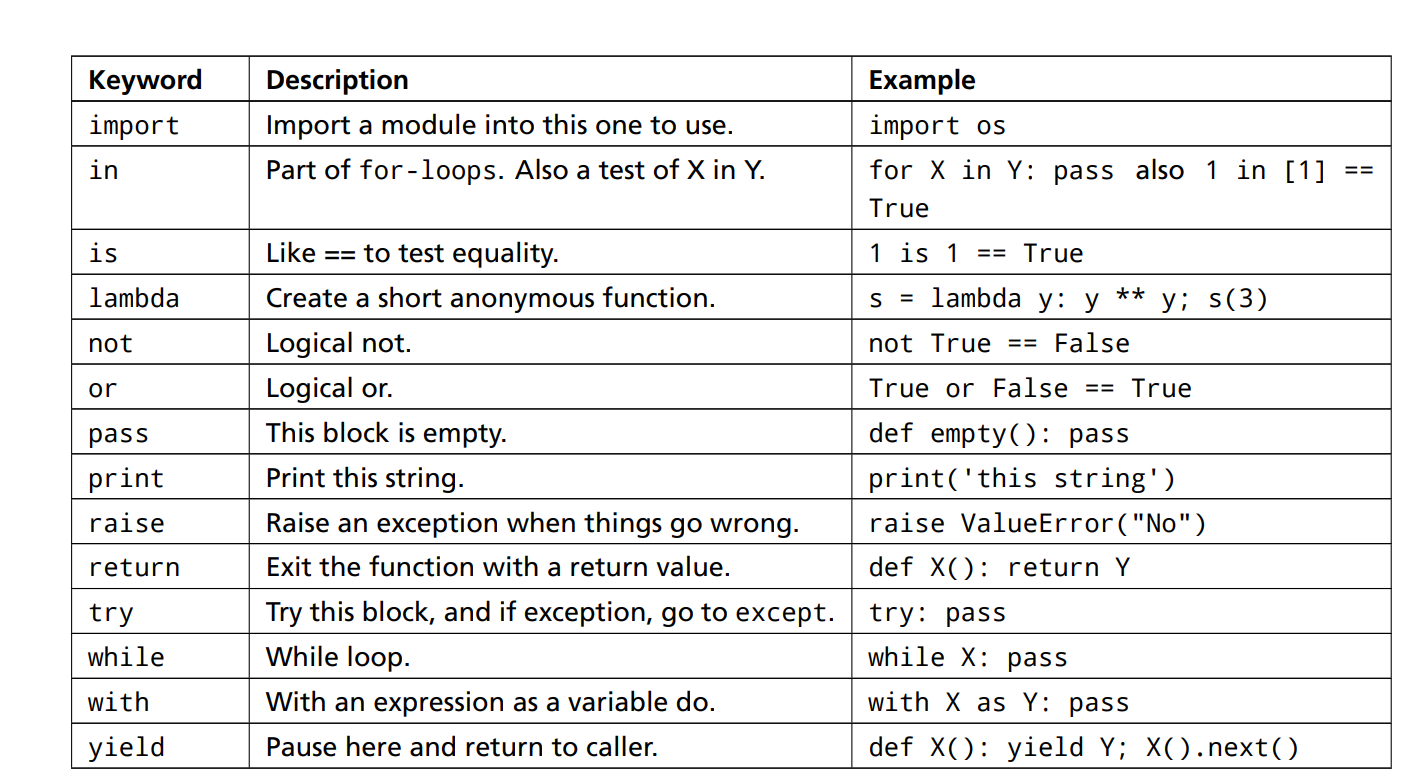 Keyword Description Example
import Import a module into this one to use. import os
in Part of for-loops. Also a test of X in Y. for X in Y: pass also 1 in [1] ==
True
is Like == to test equality. 1 is 1 == True
lambda Create a short anonymous function. s = lambda y: y ** y; s(3)
not Logical not. not True == False
or Logical or. True or False == True
pass This block is empty. def empty(): pass
print Print this string. print('this string')
raise Raise an exception when things go wrong. raise ValueError("No")
return Exit the function with a return value. def X(): return Y
try Try this block, and if exception, go to except. try: pass
while While loop. while X: pass
with With an expression as a variable do. with X as Y: pass
yield Pause here and return to caller. def X(): yield Y; X().next()